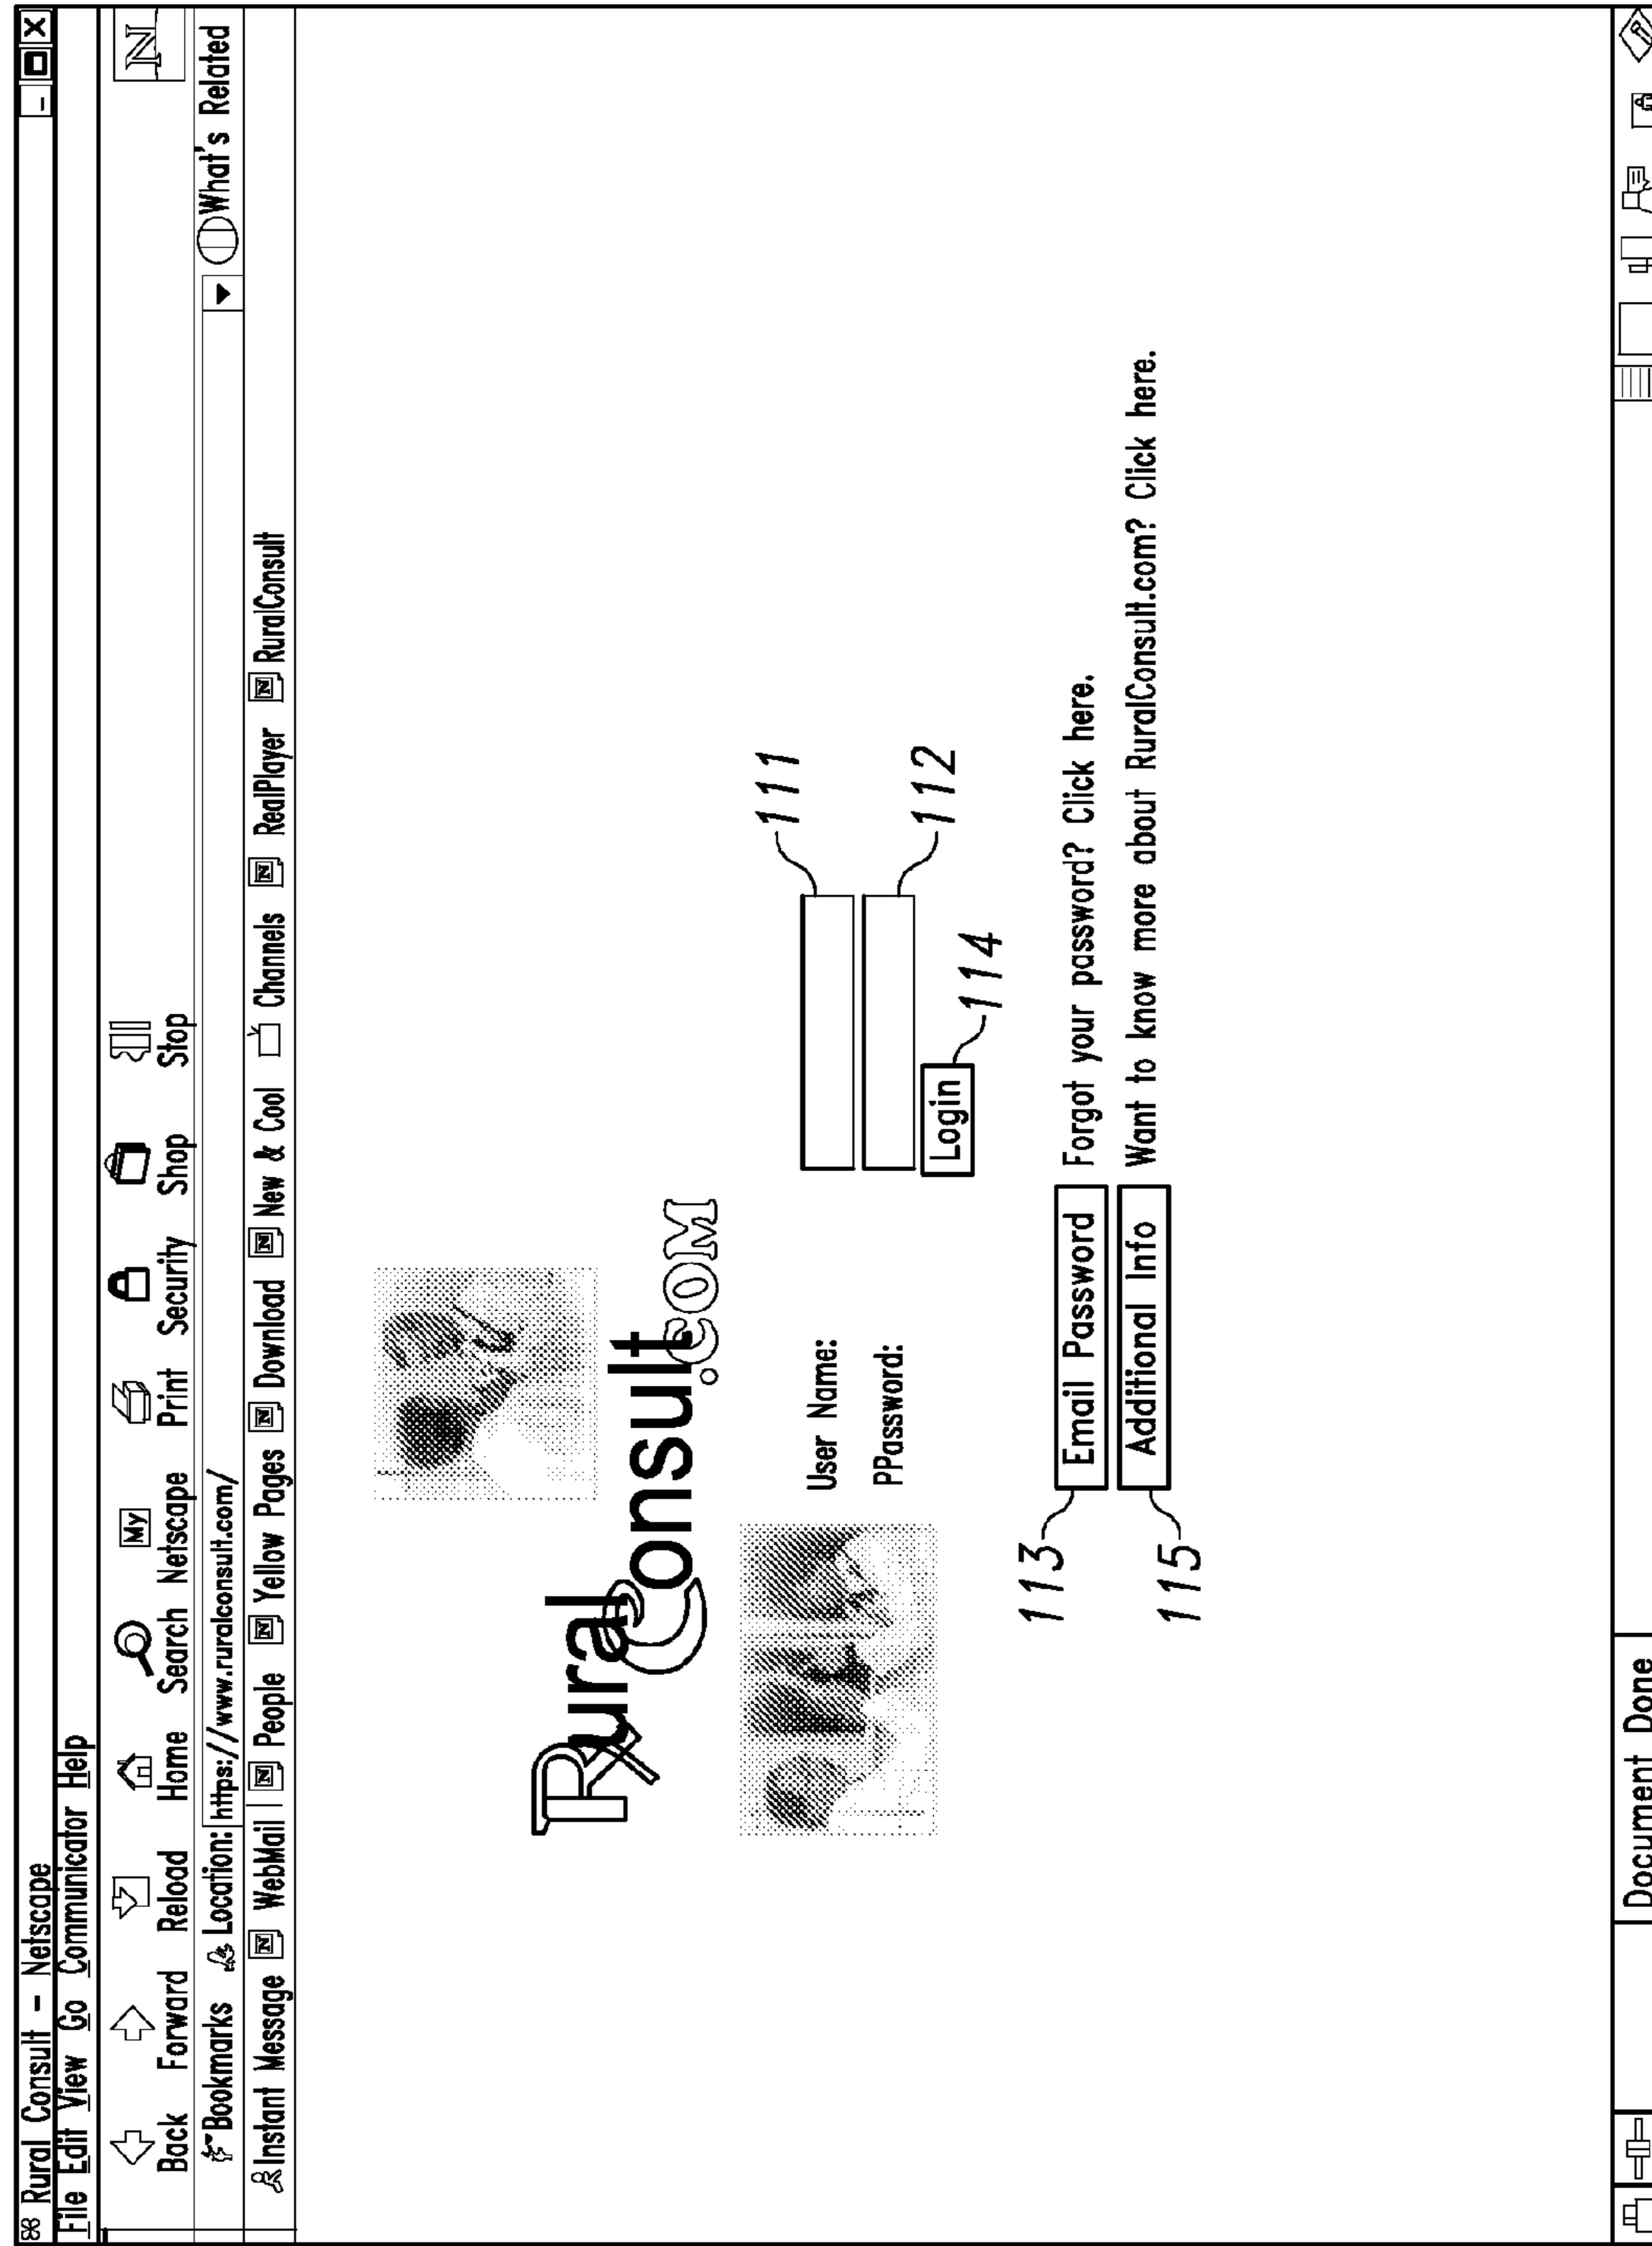 Rural Consult - Netscape
File Edit View Go Communicator Help
Back Forward Reload Home Search Netscape Print Security Shop Stop
My
N
Bookmarks Location: https://www.ruralconsult.com/ What's Related
Instant Message N WebMail N People N Yellow Pages N Download N New & Cool Channels N RealPlayer N RuralConsult
Rural
Consult
.COM
User Name: 111
PPassword: 112
Login 114
113 Email Password Forgot your password? Click here.
115 Additional Info Want to know more about RuralConsult.com? Click here.
Document Done